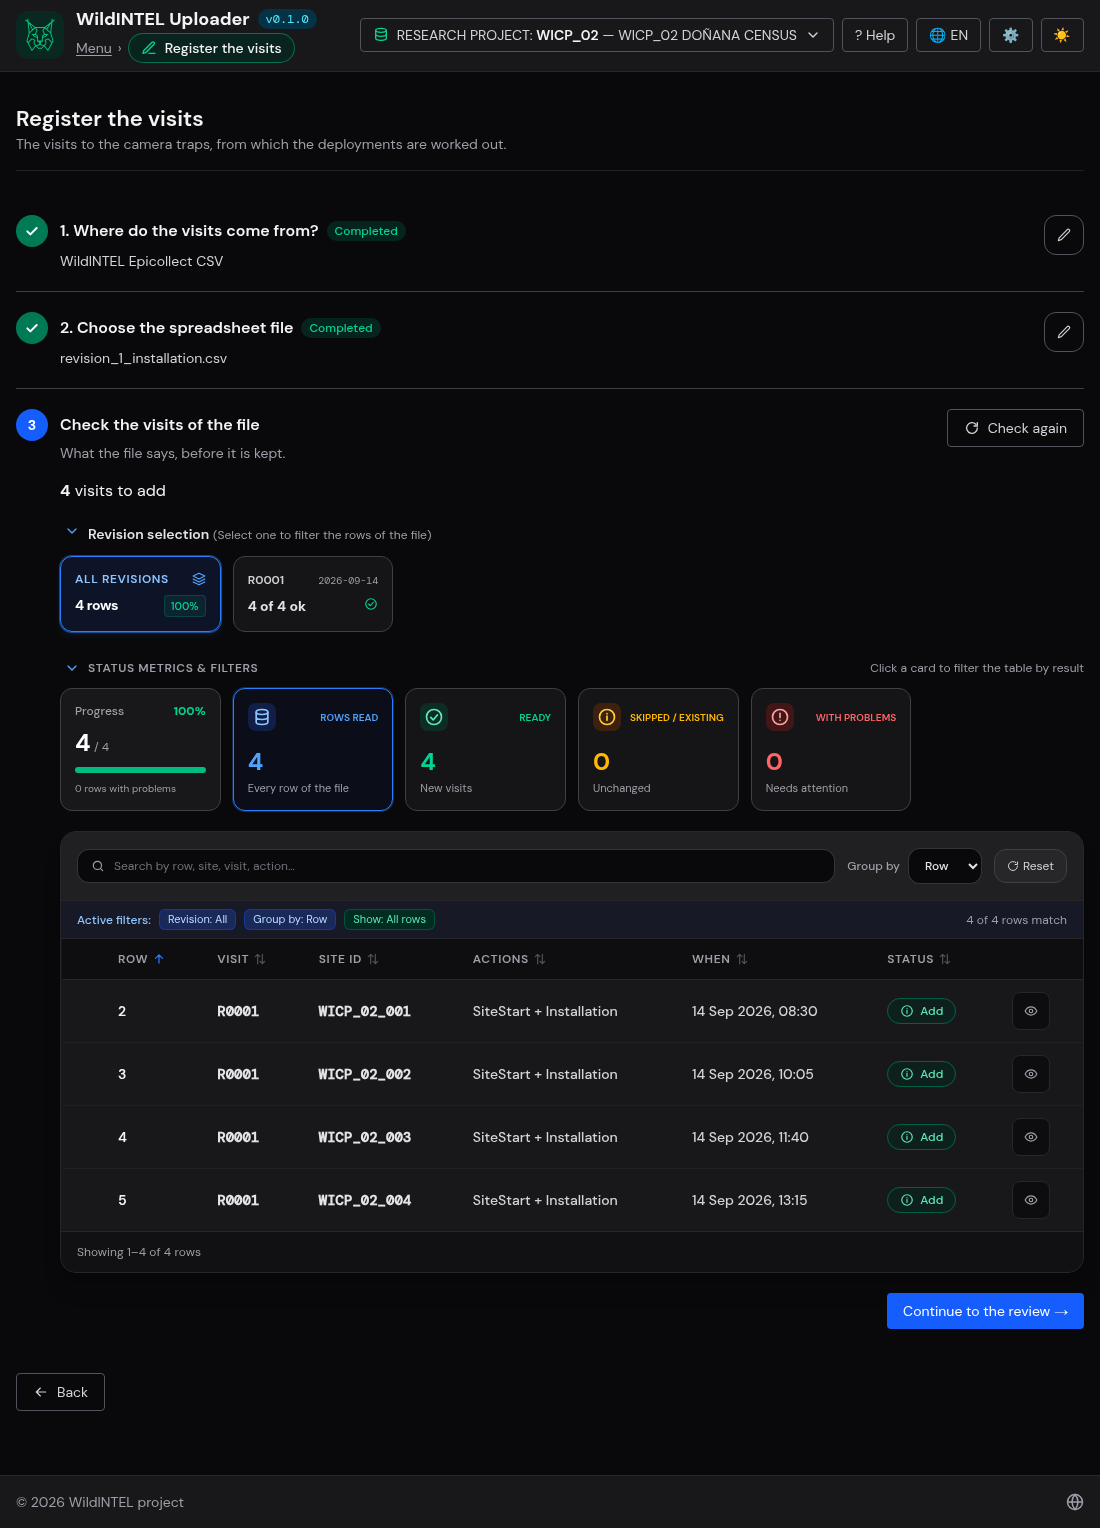 WildINTEL Uploader v0.1.0
Menu › Register the visits
RESEARCH PROJECT: WICP_02 — WICP_02 DOÑANA CENSUS
? Help
EN
Register the visits
The visits to the camera traps, from which the deployments are worked out.
1. Where do the visits come from? Completed
WildINTEL Epicollect CSV
2. Choose the spreadsheet file Completed
revision_1_installation.csv
3 Check the visits of the file
Check again
What the file says, before it is kept.
4 visits to add
Revision selection (Select one to filter the rows of the file)
ALL REVISIONS
4 rows 100%
R0001 2026-09-14
4 of 4 ok
STATUS METRICS & FILTERS
Click a card to filter the table by result
Progress 100%
4 / 4
0 rows with problems
ROWS READ
4
Every row of the file
READY
4
New visits
SKIPPED / EXISTING
0
Unchanged
WITH PROBLEMS
0
Needs attention
Search by row, site, visit, action...
Group by Row
Reset
Active filters: Revision: All Group by: Row Show: All rows
4 of 4 rows match
ROW VISIT SITE ID ACTIONS WHEN STATUS
2 R0001 WICP_02_001 SiteStart + Installation 14 Sep 2026, 08:30 Add
3 R0001 WICP_02_002 SiteStart + Installation 14 Sep 2026, 10:05 Add
4 R0001 WICP_02_003 SiteStart + Installation 14 Sep 2026, 11:40 Add
5 R0001 WICP_02_004 SiteStart + Installation 14 Sep 2026, 13:15 Add
Showing 1–4 of 4 rows
Continue to the review →
← Back
© 2026 WildINTEL project